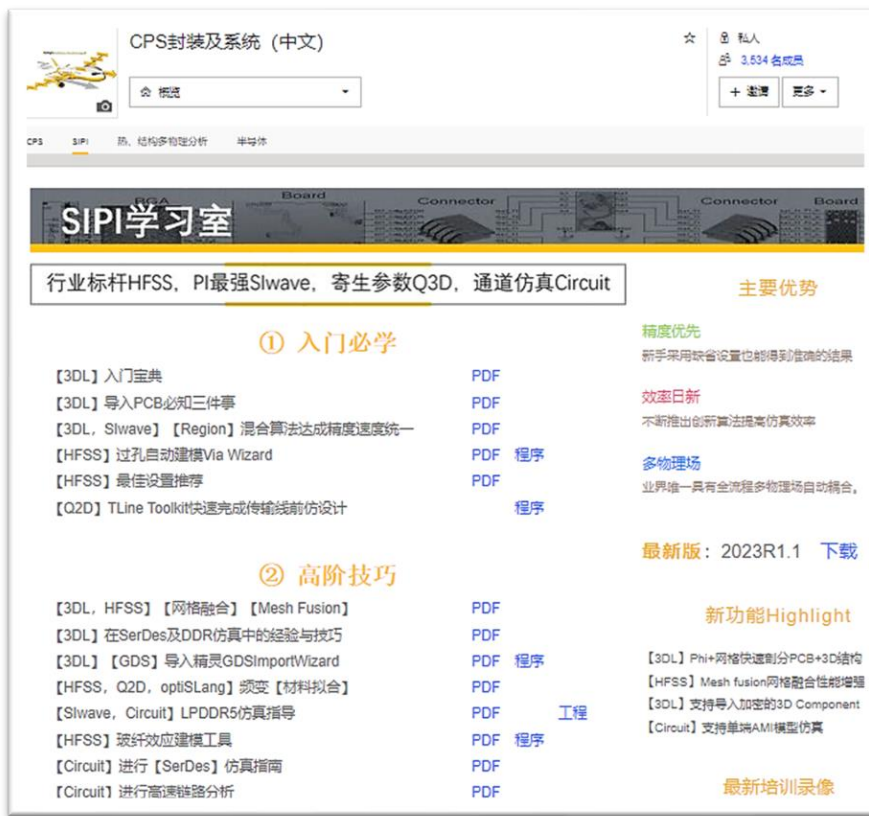 CPS封装及系统（中文）
私人
3,534 名成员
概览
+ 邀请
更多
CPS
SIPI
热、结构多物理分析
半导体
BGA
Board
Connector
Connector
Board
SIPI学习室
行业标杆HFSS，PI最强SIwave，寄生参数Q3D，通道仿真Circuit
① 入门必学
【3DL】入门宝典 PDF
【3DL】导入PCB必知三件事 PDF
【3DL，SIwave】【Region】混合算法达成精度速度统一 PDF
【HFSS】过孔自动建模Via Wizard PDF 程序
【HFSS】最佳设置推荐 PDF
【Q2D】TLine Toolkit快速完成传输线前仿设计 程序
② 高阶技巧
【3DL，HFSS】【网格融合】【Mesh Fusion】 PDF
【3DL】在SerDes及DDR仿真中的经验与技巧 PDF
【3DL】【GDS】导入精灵GDSImportWizard PDF 程序
【HFSS，Q2D，optiSLang】频变【材料拟合】 PDF
【SIwave，Circuit】LPDDR5仿真指导 PDF 工程
【HFSS】玻纤效应建模工具 PDF 程序
【Circuit】进行【SerDes】仿真指南 PDF
【Circuit】进行高速链路分析 PDF
主要优势
精度优先
新手采用缺省设置也能得到准确的结果
效率日新
不断推出创新算法提高仿真效率
多物理场
业界唯一具有全流程多物理场自动耦合。
最新版：2023R1.1 下载
新功能Highlight
【3DL】Phi+网格快速剖分PCB+3D结构
【HFSS】Mesh fusion网格融合性能增强
【3DL】支持导入加密的3D Component
【Circuit】支持单端AMI模型仿真
最新培训录像